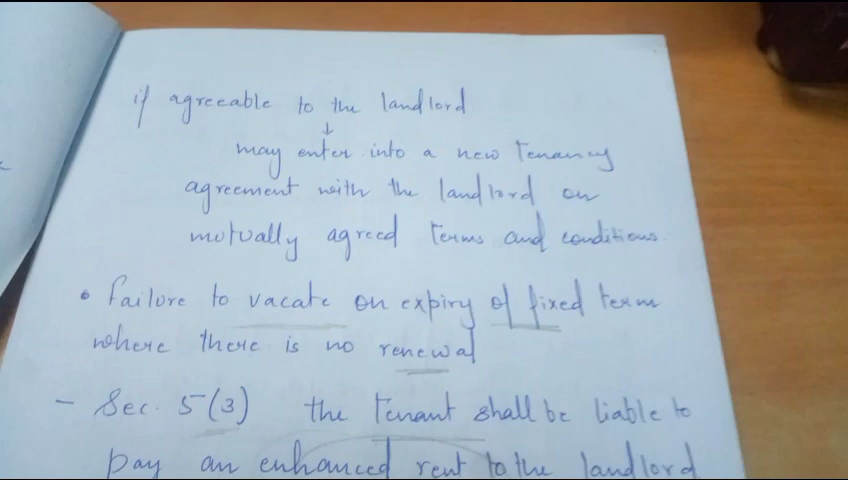 if agreeable to the landlord
↓
may enter into a new tenancy
agreement with the landlord on
mutually agreed terms and conditions.
• Failure to vacate on expiry of fixed term
where there is no renewal
- Sec. 5(3) the tenant shall be liable to
pay an enhanced rent to the landlord